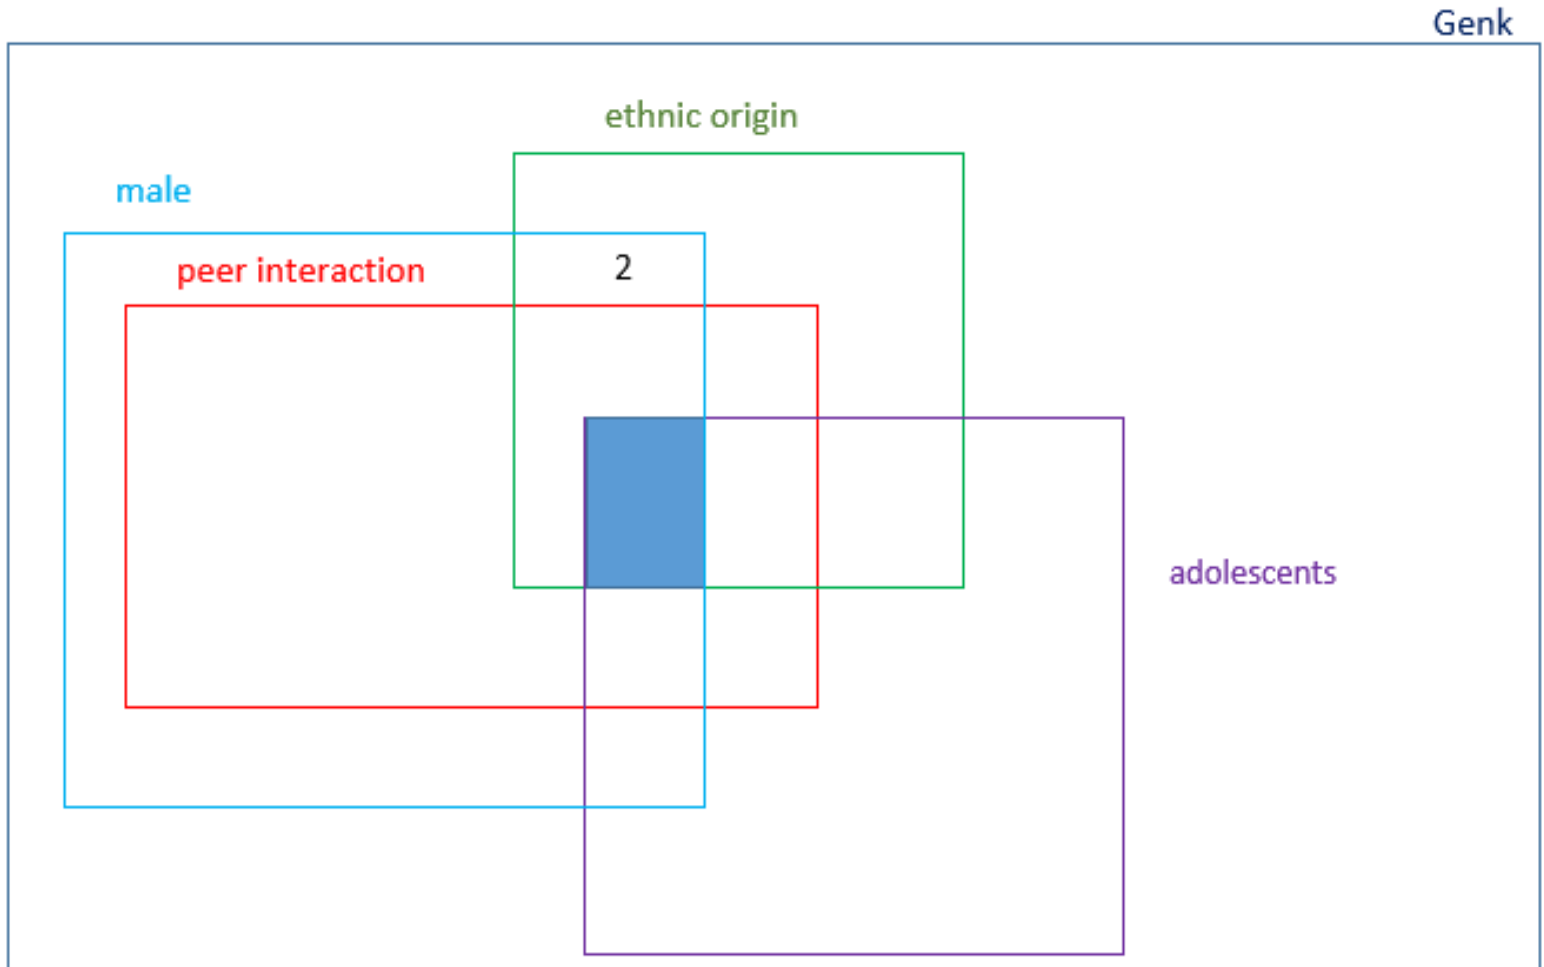 Genk
ethnic origin
male
peer interaction
2
adolescents